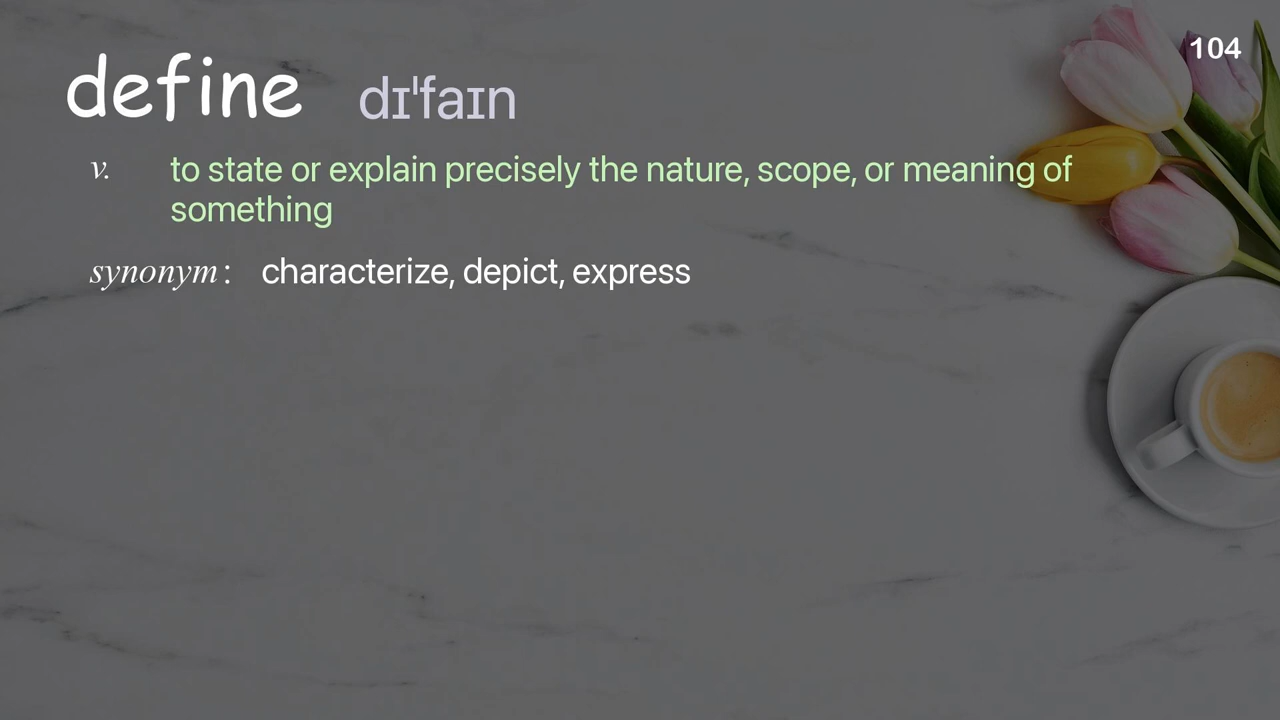 104
define dɪˈfaɪn
v. to state or explain precisely the nature, scope, or meaning of
something
synonym: characterize, depict, express